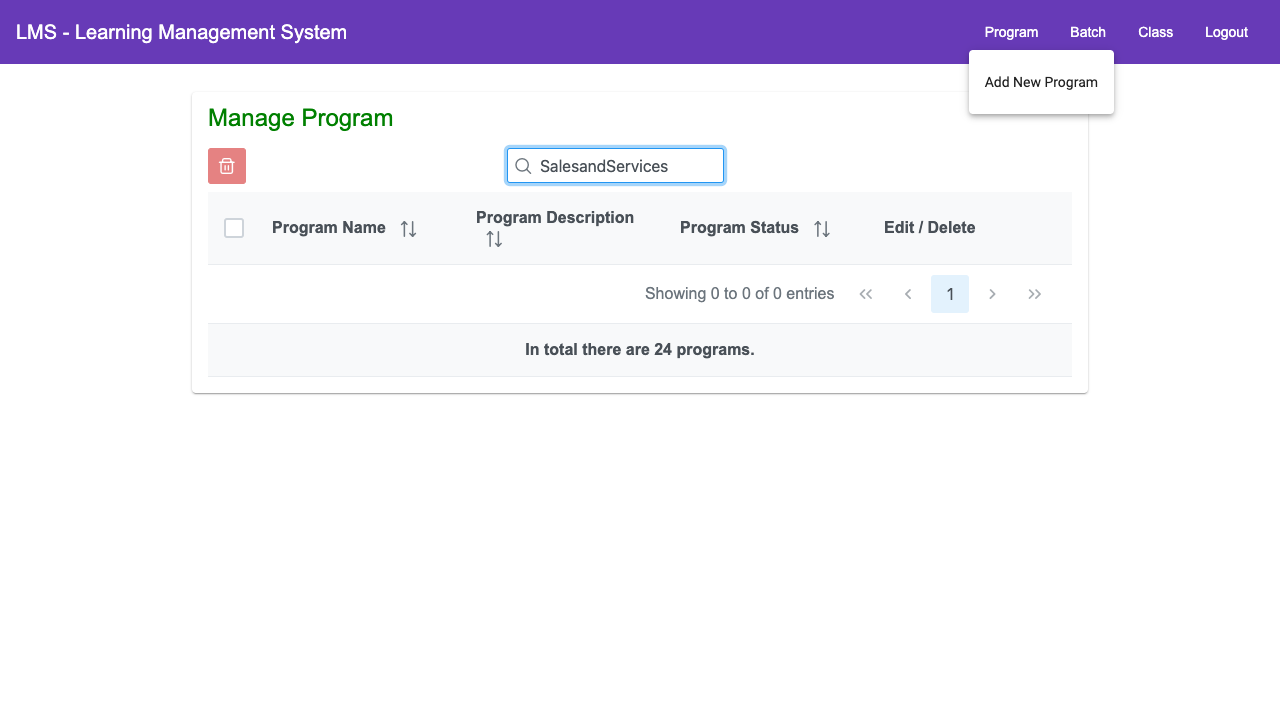 LMS - Learning Management System
Program Batch Class Logout
Add New Program
Manage Program
SalesandServices
Program Name Program Description Program Status Edit / Delete
Showing 0 to 0 of 0 entries 1
In total there are 24 programs.